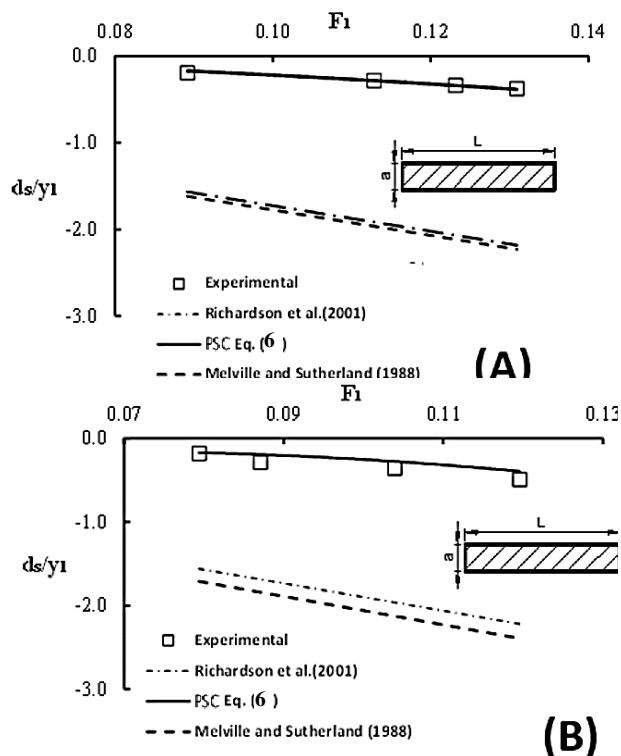 F1
0.08 0.10 0.12 0.14
0.0
-1.0
-2.0
-3.0
ds/y1
L
a
Experimental
Richardson et al.(2001)
PSC Eq. (6 )
Melville and Sutherland (1988)
(A)
F1
0.07 0.09 0.11 0.13
0.0
-1.0
-2.0
-3.0
ds/y1
L
a
Experimental
Richardson et al.(2001)
PSC Eq. (6 )
Melville and Sutherland (1988)
(B)